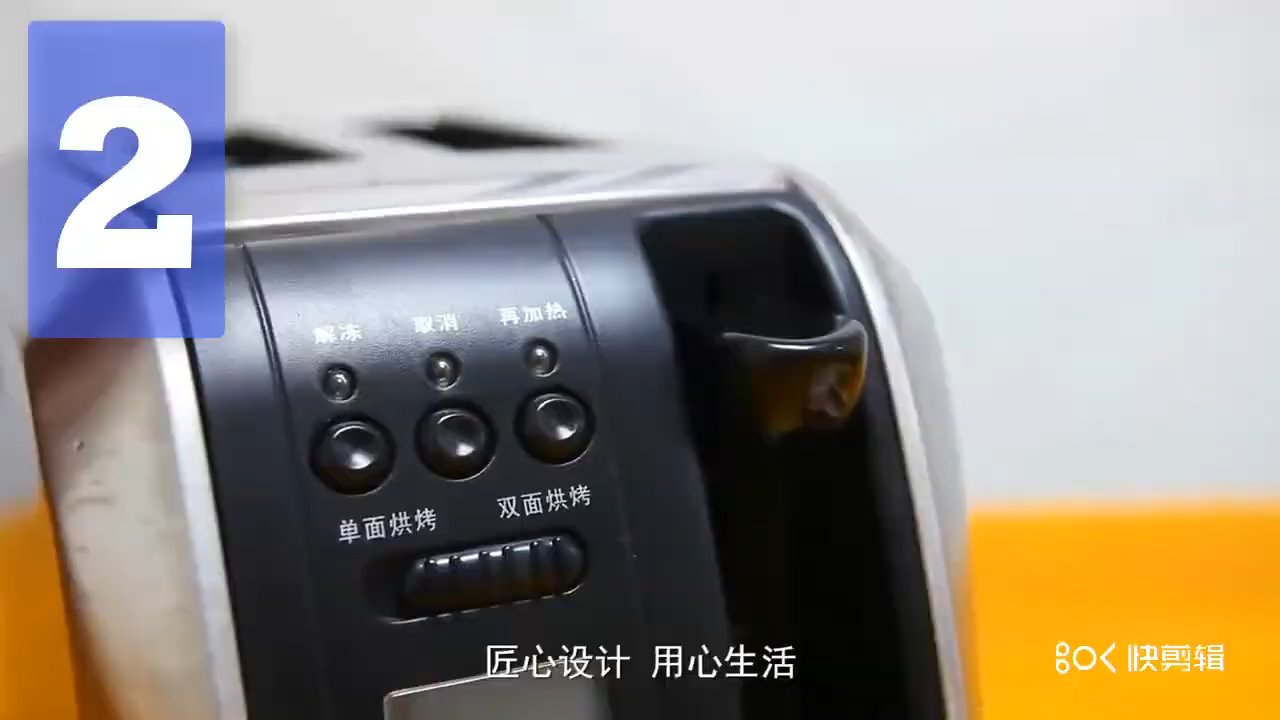 2
解冻 取消 再加热
单面烘烤 双面烘烤
匠心设计 用心生活
快剪辑